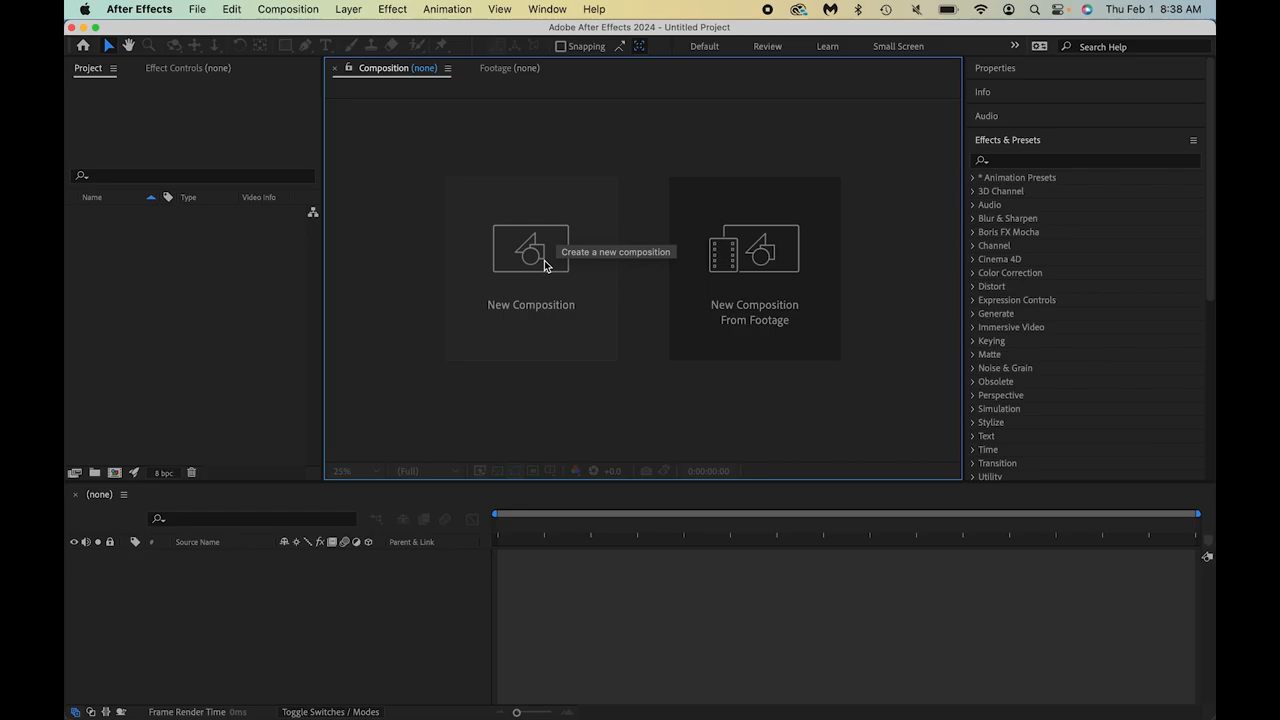 After Effects File Edit Composition Layer Effect Animation View Window Help Thu Feb 1 8:38 AM
Adobe After Effects 2024 - Untitled Project
Snapping Default Review Learn Small Screen Search Help
Project Effect Controls (none) Composition (none) Footage (none) Properties
Info
Audio
Effects & Presets
Name Type Video Info
* Animation Presets
3D Channel
Audio
Blur & Sharpen
Boris FX Mocha
Channel
Create a new composition
Cinema 4D
Color Correction
Distort
Expression Controls
New Composition
New Composition
From Footage
Generate
Immersive Video
Keying
Matte
Noise & Grain
Obsolete
Perspective
Simulation
Stylize
Text
Time
Transition
Utility
8 bpc 25% (Full) +0.0 0:00:00:00
(none)
# Source Name fx Parent & Link
Frame Render Time 0ms Toggle Switches / Modes